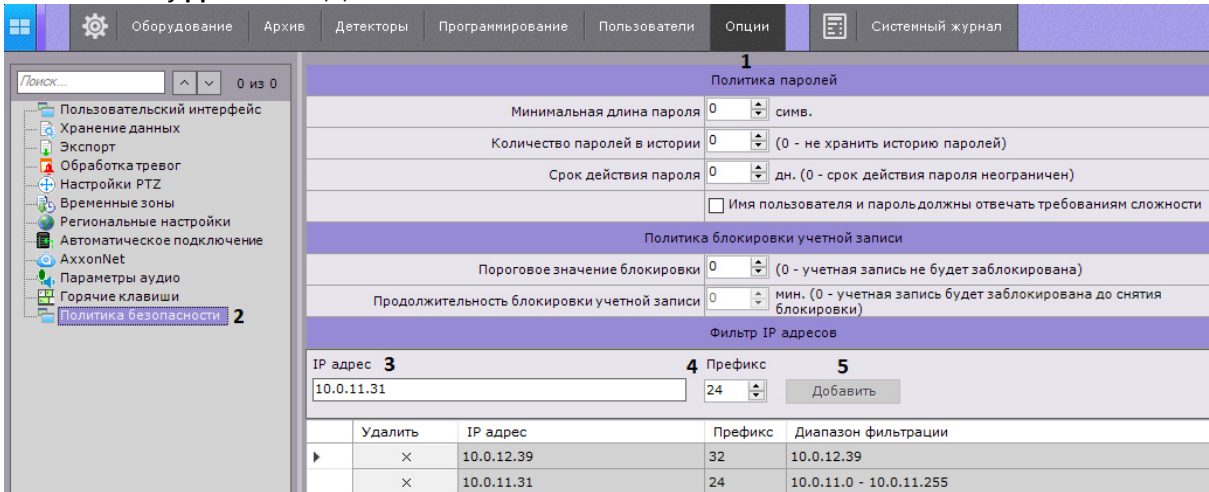 Оборудование Архив Детекторы Программирование Пользователи Опции Системный журнал
1
Поиск... 0 из 0
Пользовательский интерфейс
Хранение данных
Экспорт
Обработка тревог
Настройки PTZ
Временные зоны
Региональные настройки
Автоматическое подключение
AxxonNet
Параметры аудио
Горячие клавиши
Политика безопасности 2
Политика паролей
Минимальная длина пароля 0 симв.
Количество паролей в истории 0 (0 - не хранить историю паролей)
Срок действия пароля 0 дн. (0 - срок действия пароля неограничен)
Имя пользователя и пароль должны отвечать требованиям сложности
Политика блокировки учетной записи
Пороговое значение блокировки 0 (0 - учетная запись не будет заблокирована)
Продолжительность блокировки учетной записи 0 мин. (0 - учетная запись будет заблокирована до снятия
блокировки)
Фильтр IP адресов
IP адрес 3 4 Префикс 5
10.0.11.31 24 Добавить
Удалить IP адрес Префикс Диапазон фильтрации
× 10.0.12.39 32 10.0.12.39
× 10.0.11.31 24 10.0.11.0 - 10.0.11.255